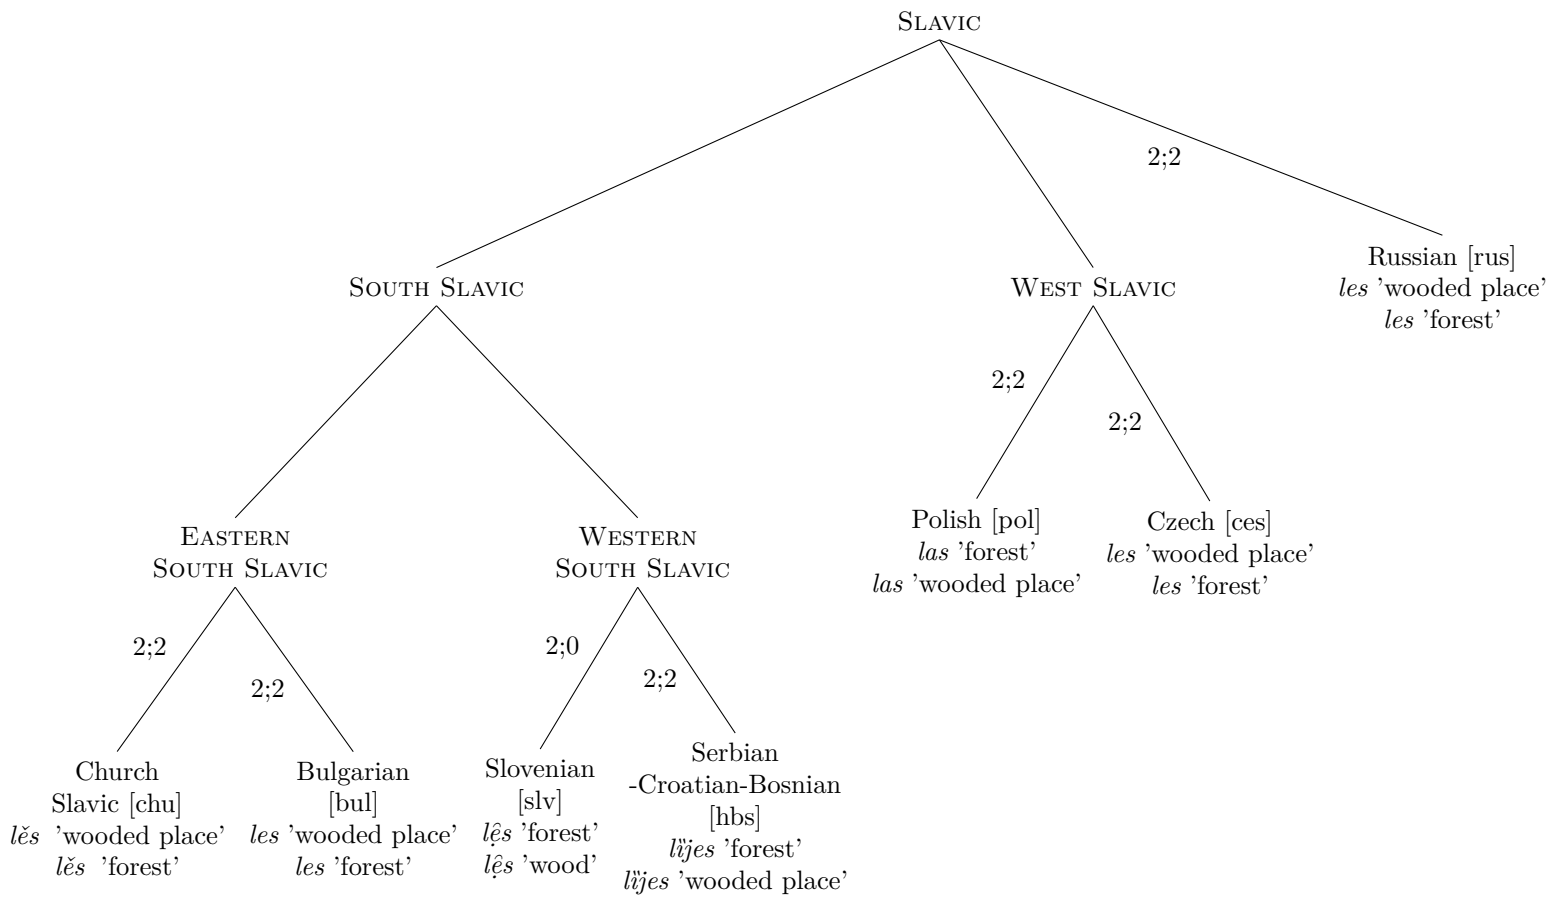 SLAVIC
2;2
SOUTH SLAVIC
WEST SLAVIC
Russian [rus]
les 'wooded place'
les 'forest'
2;2
2;2
EASTERN
SOUTH SLAVIC
WESTERN
SOUTH SLAVIC
Polish [pol]
las 'forest'
las 'wooded place'
Czech [ces]
les 'wooded place'
les 'forest'
2;2
2;2
2;0
2;2
Church
Slavic [chu]
lěs 'wooded place'
lěs 'forest'
Bulgarian
[bul]
les 'wooded place'
les 'forest'
Slovenian
[slv]
lẹ̑s 'forest'
lẹ̑s 'wood'
Serbian
-Croatian-Bosnian
[hbs]
lȉjes 'forest'
lȉjes 'wooded place'